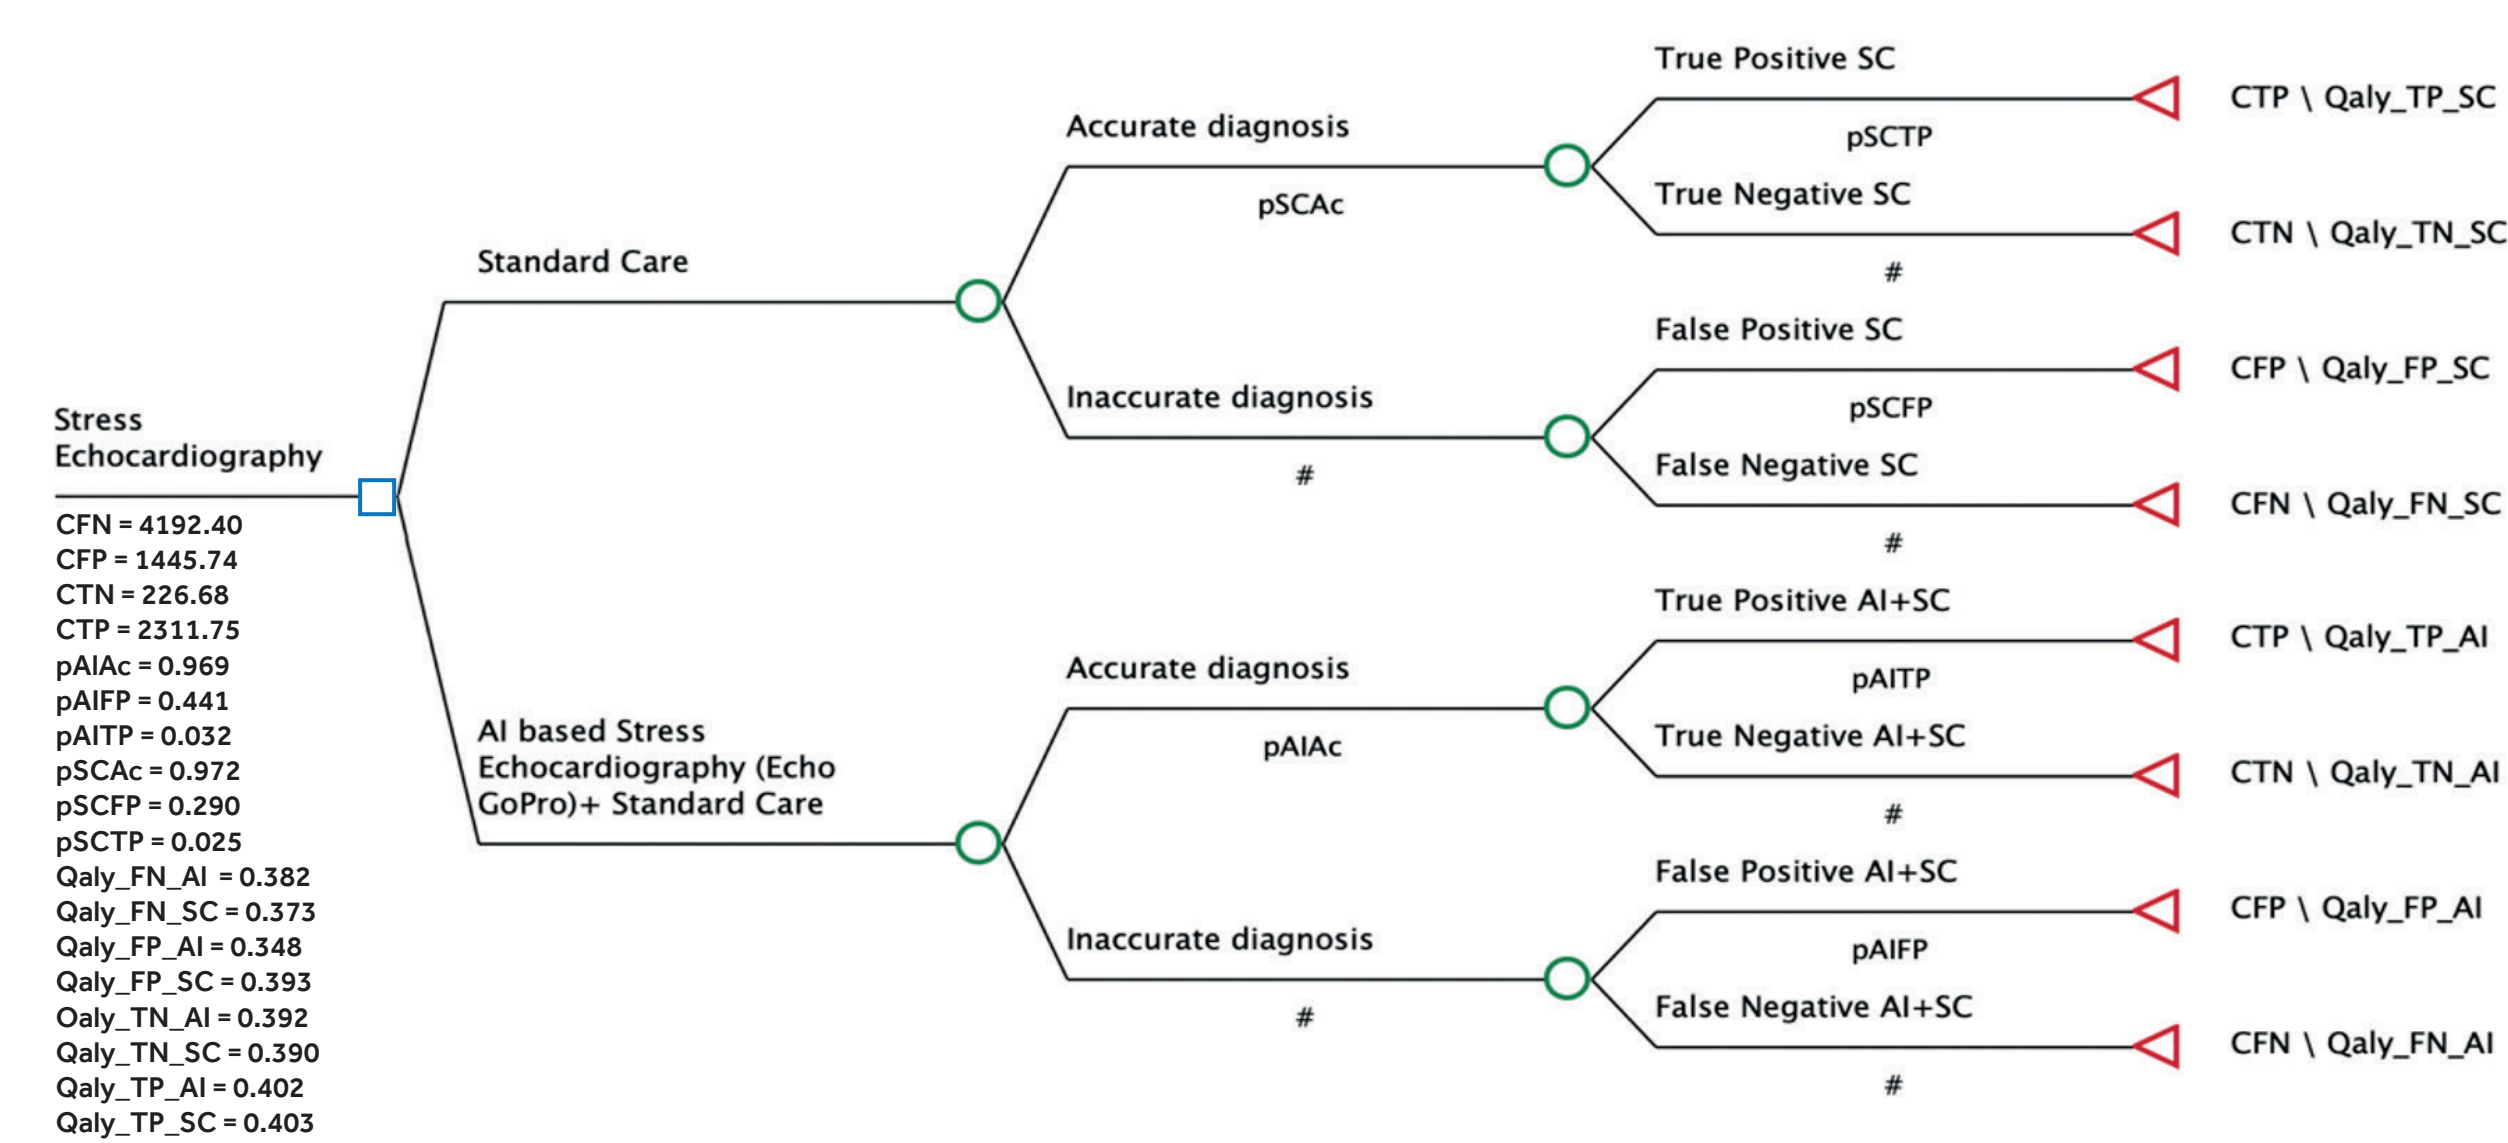 Stress
Echocardiography
CFN = 4192.40
CFP = 1445.74
CTN = 226.68
CTP = 2311.75
pAIAc = 0.969
pAIFP = 0.441
pAITP = 0.032
pSCAc = 0.972
pSCFP = 0.290
pSCTP = 0.025
Qaly_FN_AI = 0.382
Qaly_FN_SC = 0.373
Qaly_FP_AI = 0.348
Qaly_FP_SC = 0.393
Oaly_TN_AI = 0.392
Qaly_TN_SC = 0.390
Qaly_TP_AI = 0.402
Qaly_TP_SC = 0.403
Standard Care
Accurate diagnosis
pSCAc
True Positive SC
pSCTP
CTP \ Qaly_TP_SC
True Negative SC
#
CTN \ Qaly_TN_SC
Inaccurate diagnosis
#
False Positive SC
pSCFP
CFP \ Qaly_FP_SC
False Negative SC
#
CFN \ Qaly_FN_SC
AI based Stress
Echocardiography (Echo
GoPro)+ Standard Care
Accurate diagnosis
pAIAc
True Positive AI+SC
pAITP
CTP \ Qaly_TP_AI
True Negative AI+SC
#
CTN \ Qaly_TN_AI
Inaccurate diagnosis
#
False Positive AI+SC
pAIFP
CFP \ Qaly_FP_AI
False Negative AI+SC
#
CFN \ Qaly_FN_AI